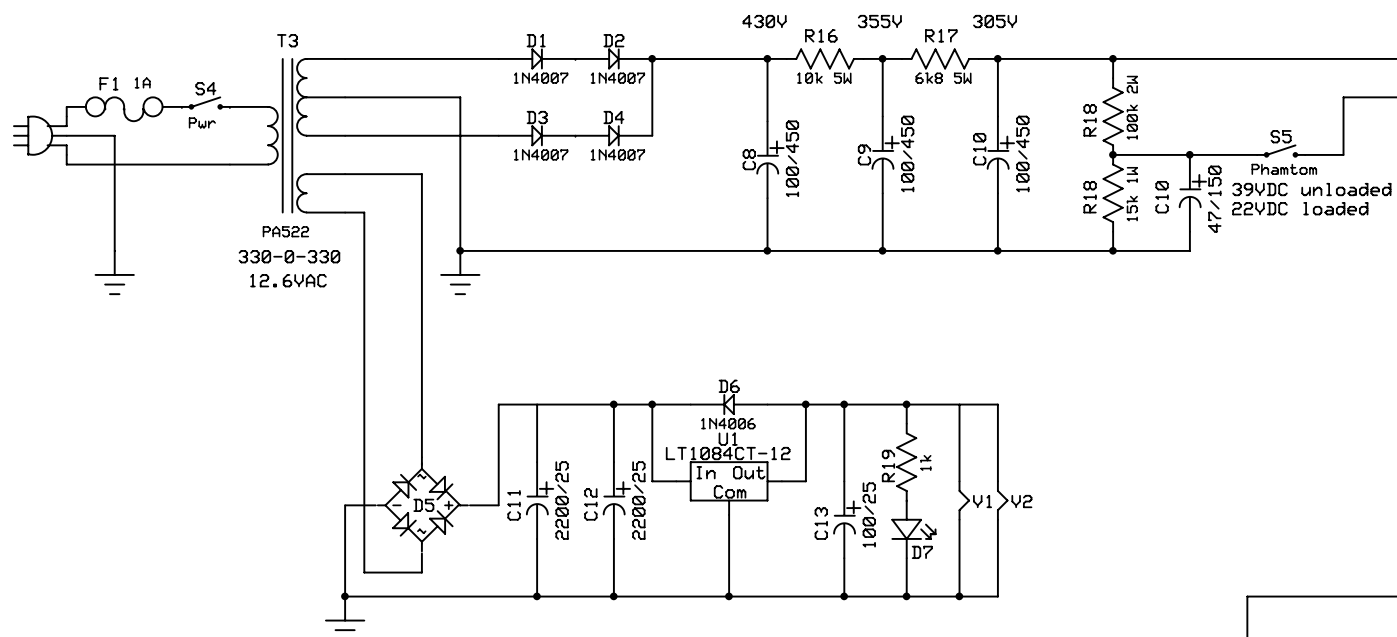 430V
355V
305V
T3
D1
D2
R16
R17
1N4007
1N4007
10k 5W
6k8 5W
F1 1A
S4
Pwr
D3
D4
1N4007
1N4007
R18
100k 2W
C8
100/450
C9
100/450
C10
100/450
S5
Phamtom
39VDC unloaded
22VDC loaded
R18
15k 1W
C10
47/150
PA522
330-0-330
12.6VAC
D6
1N4006
U1
LT1084CT-12
In Out
Com
R19
1k
D5
C11
2200/25
C12
2200/25
C13
100/25
D7
V1
V2